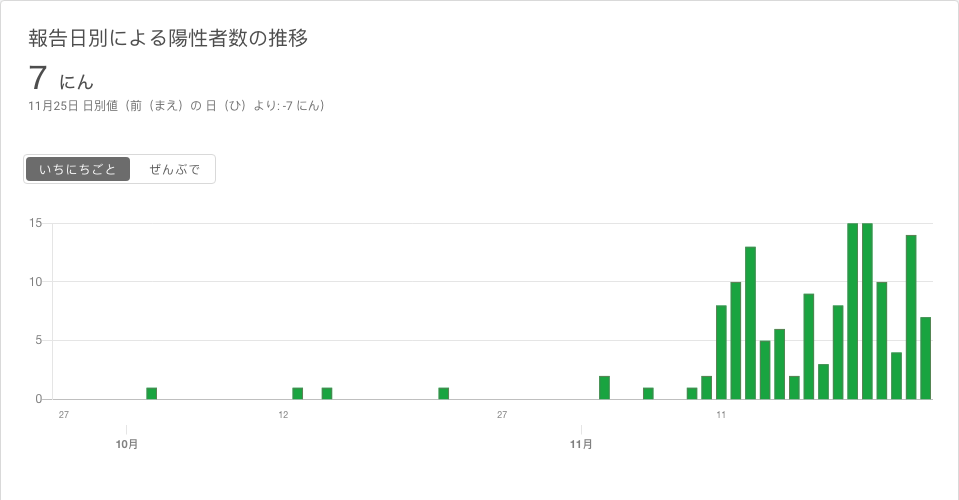 報告日別による陽性者数の推移
7 にん
11月25日 日別値（前（まえ）の 日（ひ）より: -7 にん）
いちにちごと ぜんぶで
15
10
5
0
27 12 27 11
10月 11月